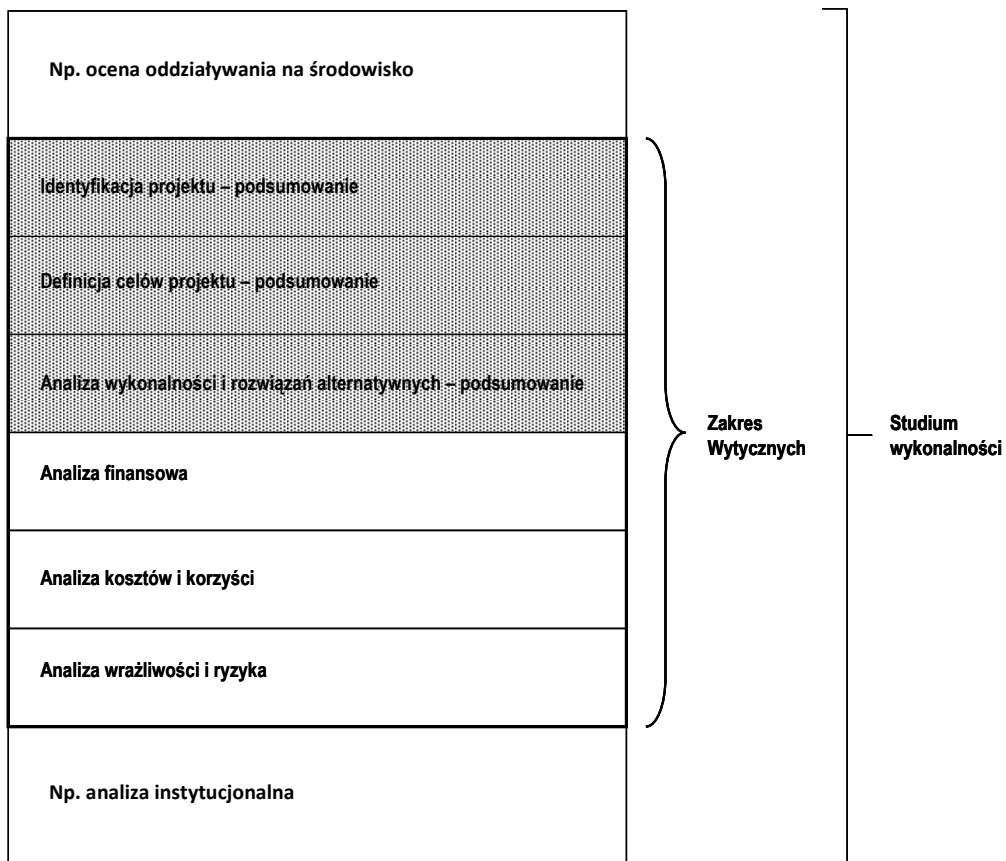 Np. ocena oddziaływania na środowisko
Identyfikacja projektu – podsumowanie
Definicja celów projektu – podsumowanie
Analiza wykonalności i rozwiązań alternatywnych – podsumowanie
Analiza finansowa
Analiza kosztów i korzyści
Analiza wrażliwości i ryzyka
Np. analiza instytucjonalna
Zakres
Wytycznych
Studium
wykonalności